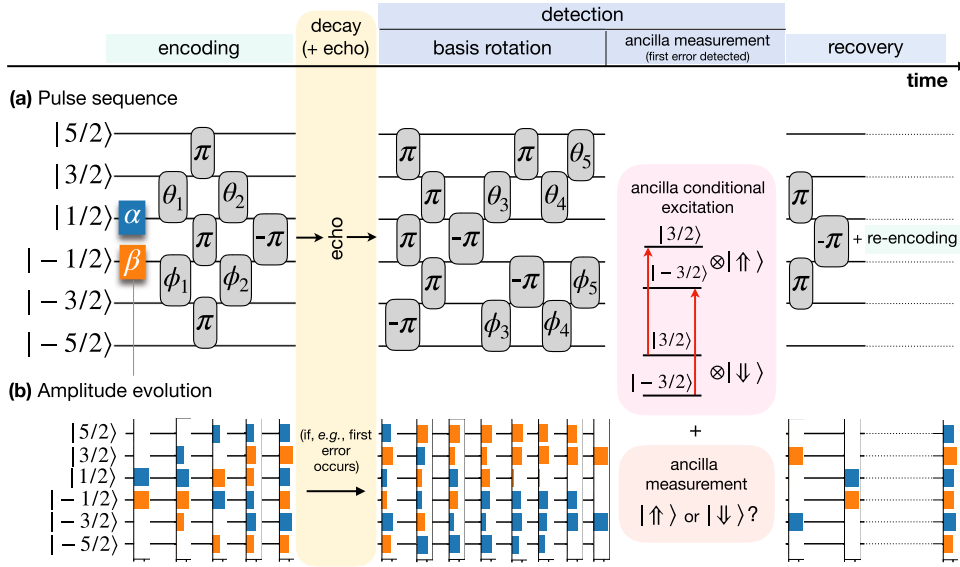 decay
(+ echo)
detection
encoding
basis rotation
ancilla measurement
(first error detected)
recovery
time
(a) Pulse sequence
|5/2⟩
|3/2⟩
|1/2⟩
|− 1/2⟩
|− 3/2⟩
|− 5/2⟩
α
β
π
θ₁
θ₂
π
-π
ϕ₁
ϕ₂
π
echo
π
π
π
π
-π
-π
θ₃
π
θ₄
θ₅
-π
ϕ₃
ϕ₄
ϕ₅
ancilla conditional
excitation
|3/2⟩
|− 3/2⟩
⊗|⇑⟩
|3/2⟩
|− 3/2⟩
⊗|⇓⟩
π
-π
π
+ re-encoding
(b) Amplitude evolution
|5/2⟩
|3/2⟩
|1/2⟩
|− 1/2⟩
|− 3/2⟩
|− 5/2⟩
(if, e.g., first
error
occurs)
+
ancilla
measurement
|⇑⟩ or |⇓⟩?